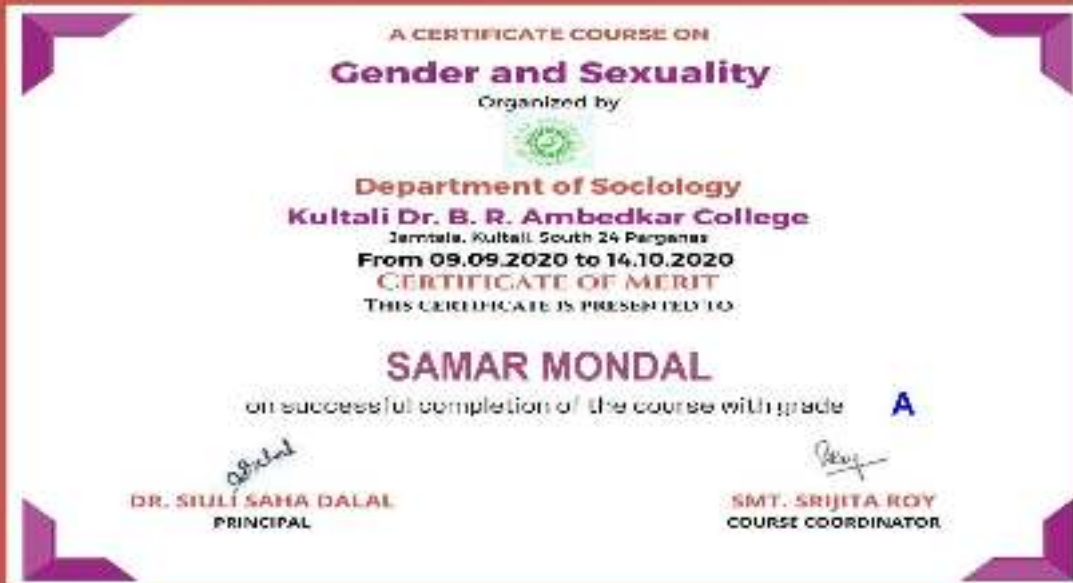 A CERTIFICATE COURSE ON
Gender and Sexuality
Organized by
Department of Sociology
Kultali Dr. B. R. Ambedkar College
Jamtala, Kultali, South 24 Parganas
From 09.09.2020 to 14.10.2020
CERTIFICATE OF MERIT
THIS CERTIFICATE IS PRESENTED TO
SAMAR MONDAL
on successful completion of the course with grade A
DR. SIULI SAHA DALAL
PRINCIPAL
SMT. SRIJITA ROY
COURSE COORDINATOR